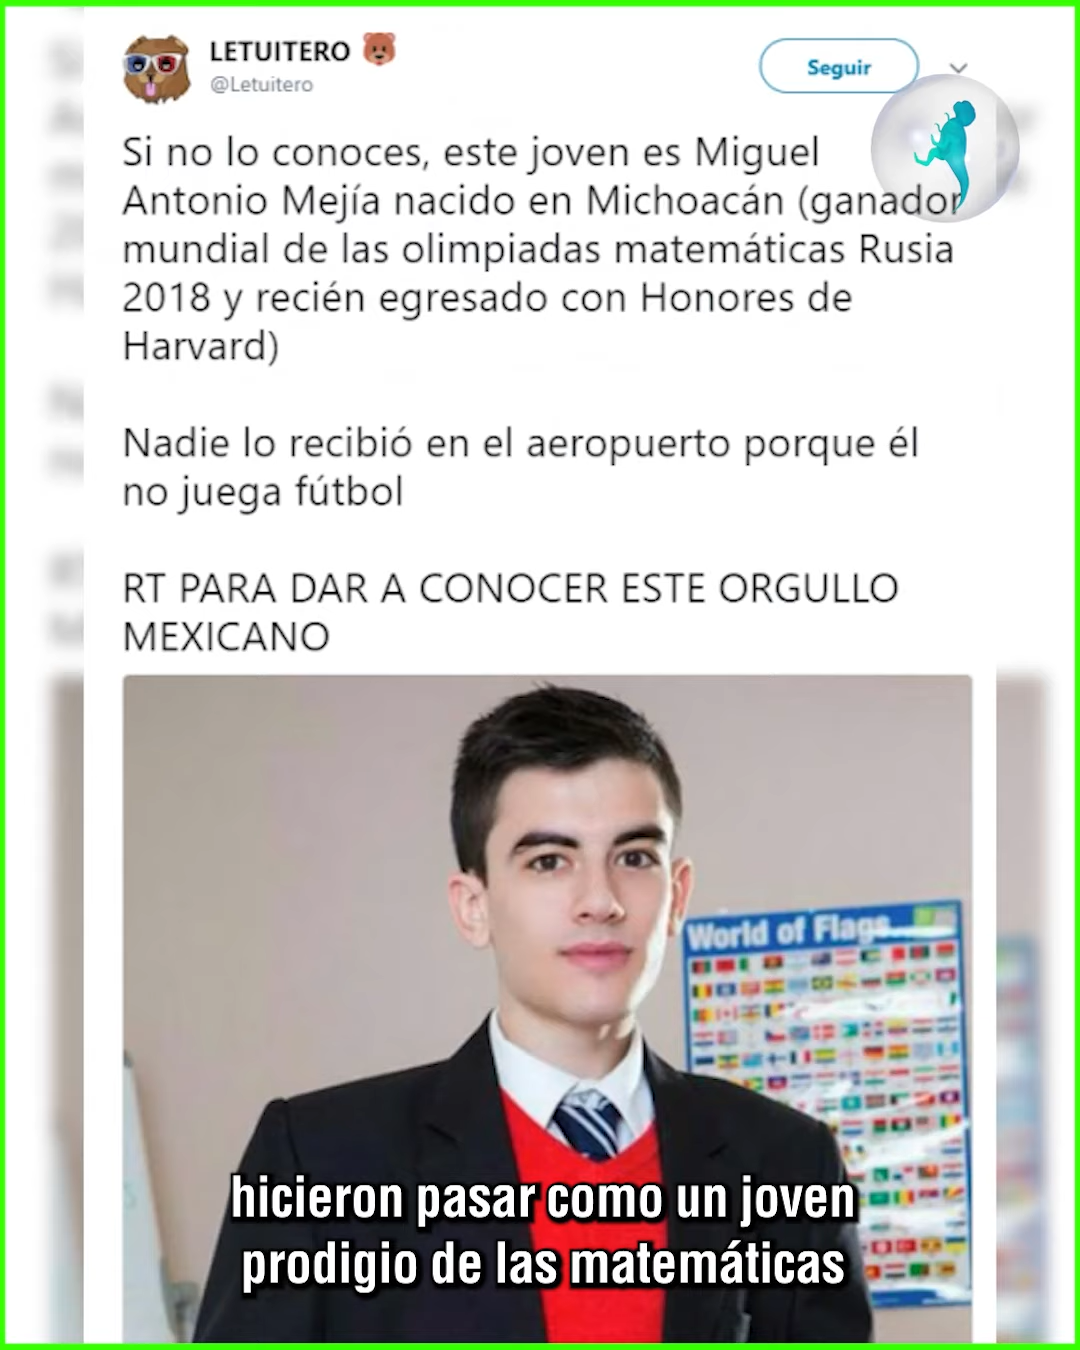 LETUITERO 🐻
@Letuitero
Seguir
Si no lo conoces, este joven es Miguel
Antonio Mejía nacido en Michoacán (ganador
mundial de las olimpiadas matemáticas Rusia
2018 y recién egresado con Honores de
Harvard)
Nadie lo recibió en el aeropuerto porque él
no juega fútbol
RT PARA DAR A CONOCER ESTE ORGULLO
MEXICANO
World of Flags
hicieron pasar como un joven
prodigio de las matemáticas